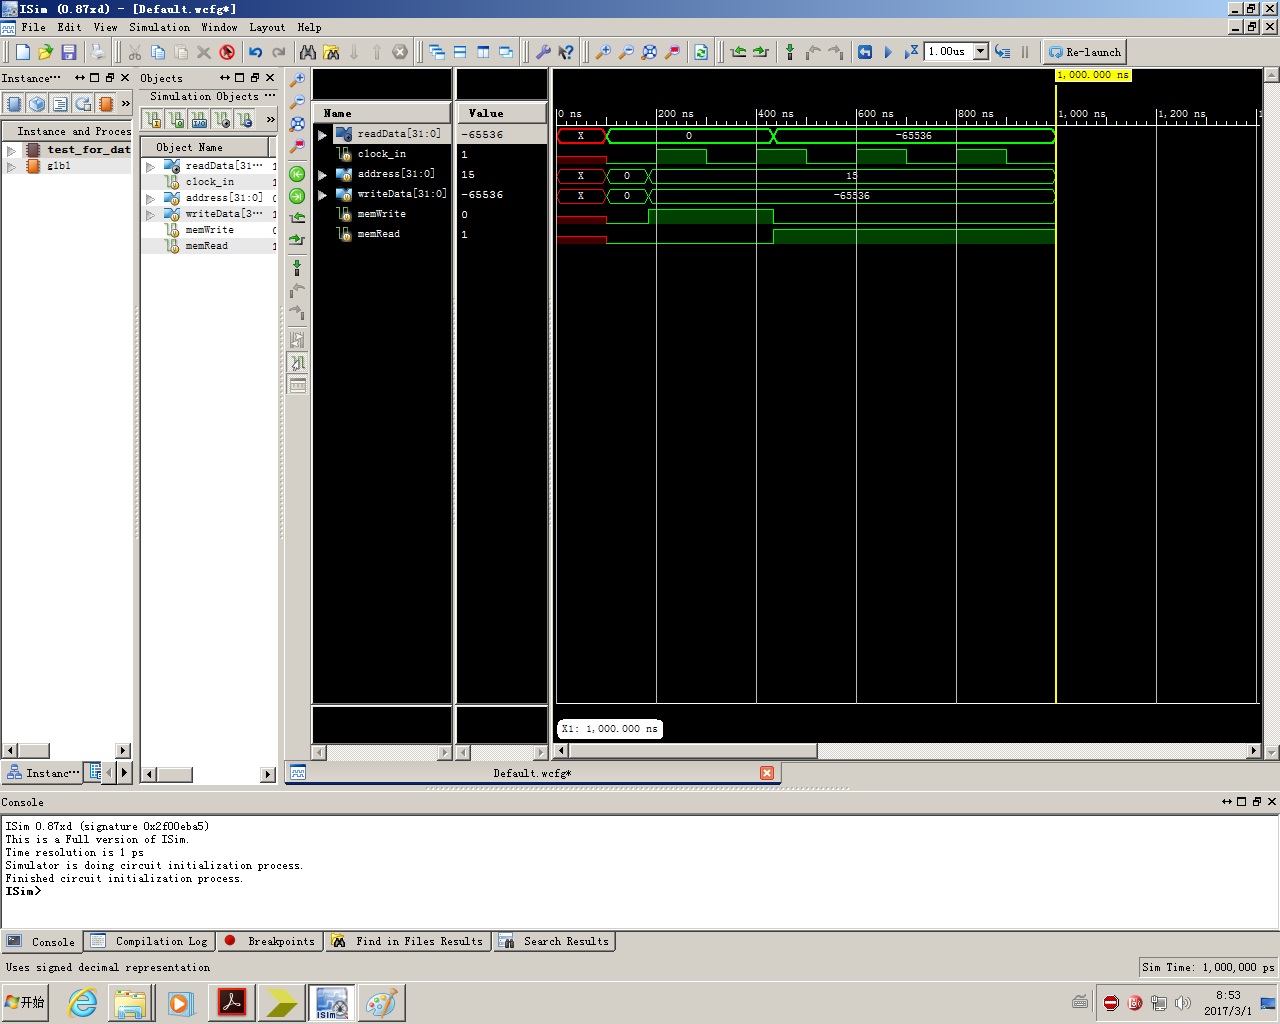 ISim (0.87xd) - [Default.wcfg*]
File Edit View Simulation Window Layout Help
1.00us
Re-launch
Instance···
Objects
Simulation Objects ···
Instance and Proces
test_for_dat
glbl
Object Name
readData[31···
clock_in
address[31:0]
writeData[3···
memWrite
memRead
Name
Value
readData[31:0] -65536
clock_in 1
address[31:0] 15
writeData[31:0] -65536
memWrite 0
memRead 1
1,000.000 ns
0 ns 200 ns 400 ns 600 ns 800 ns 1,000 ns 1,200 ns
X 0 -65536
X 0 15
X 0 -65536
X1: 1,000.000 ns
Instanc···
Default.wcfg*
Console
ISim 0.87xd (signature 0x2f00eba5)
This is a Full version of ISim.
Time resolution is 1 ps
Simulator is doing circuit initialization process.
Finished circuit initialization process.
ISim>
Console Compilation Log Breakpoints Find in Files Results Search Results
Uses signed decimal representation
Sim Time: 1,000,000 ps
开始
ISim
8:53
2017/3/1